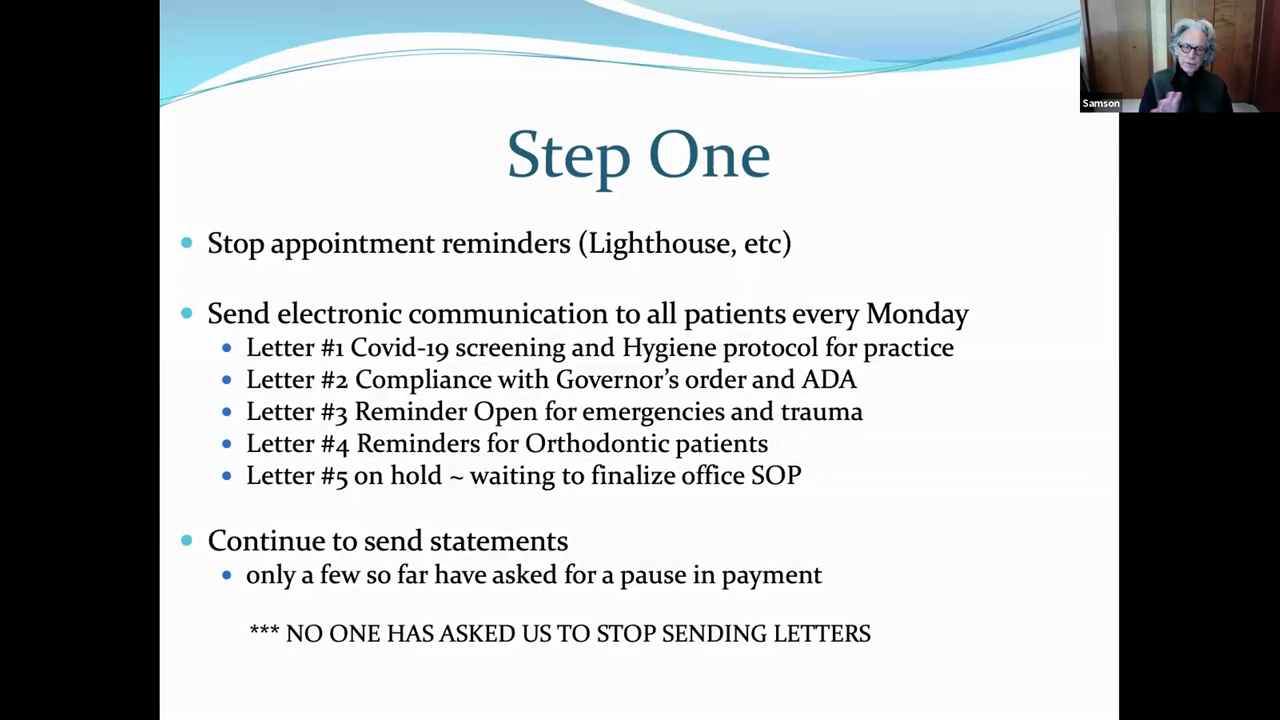 Samson
Step One
Stop appointment reminders (Lighthouse, etc)
Send electronic communication to all patients every Monday
Letter #1 Covid-19 screening and Hygiene protocol for practice
Letter #2 Compliance with Governor's order and ADA
Letter #3 Reminder Open for emergencies and trauma
Letter #4 Reminders for Orthodontic patients
Letter #5 on hold ~ waiting to finalize office SOP
Continue to send statements
only a few so far have asked for a pause in payment
*** NO ONE HAS ASKED US TO STOP SENDING LETTERS